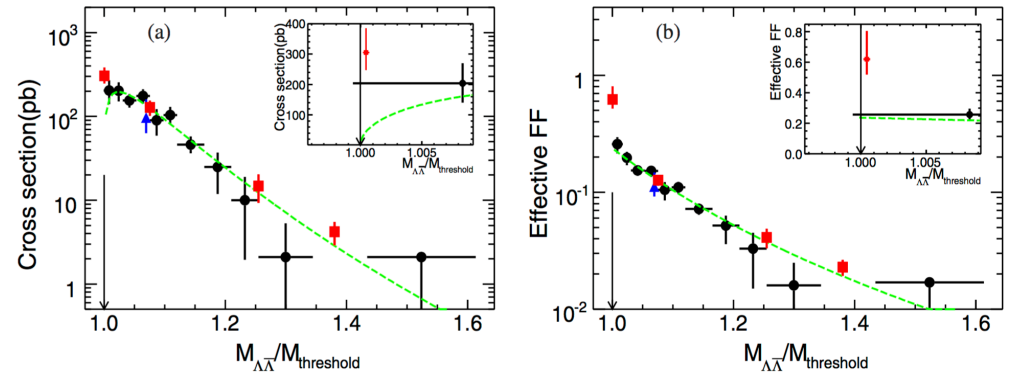 (a)
Cross section(pb)
10³
10²
10
1
1.0
1.2
1.4
1.6
M_ΛΛ̅/M_threshold
Cross section(pb)
400
300
200
100
1.000
1.005
M_ΛΛ̅/M_threshold
(b)
Effective FF
1
10⁻¹
10⁻²
1.0
1.2
1.4
1.6
M_ΛΛ̅/M_threshold
Effective FF
0.8
0.6
0.4
0.2
0.0
1.000
1.005
M_ΛΛ̅/M_threshold